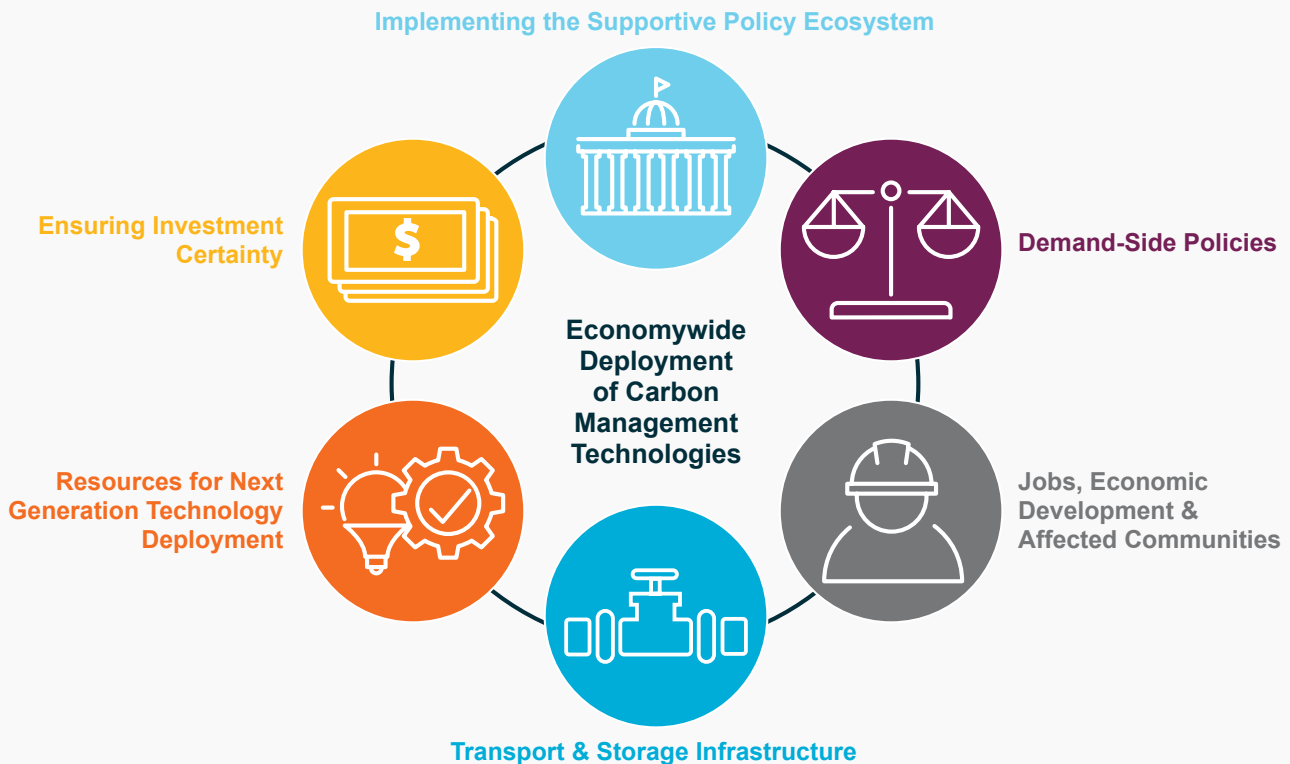 Implementing the Supportive Policy Ecosystem
Ensuring Investment
Certainty
$
Demand-Side Policies
Economywide
Deployment
of Carbon
Management
Technologies
Resources for Next
Generation Technology
Deployment
Jobs, Economic
Development &
Affected Communities
Transport & Storage Infrastructure